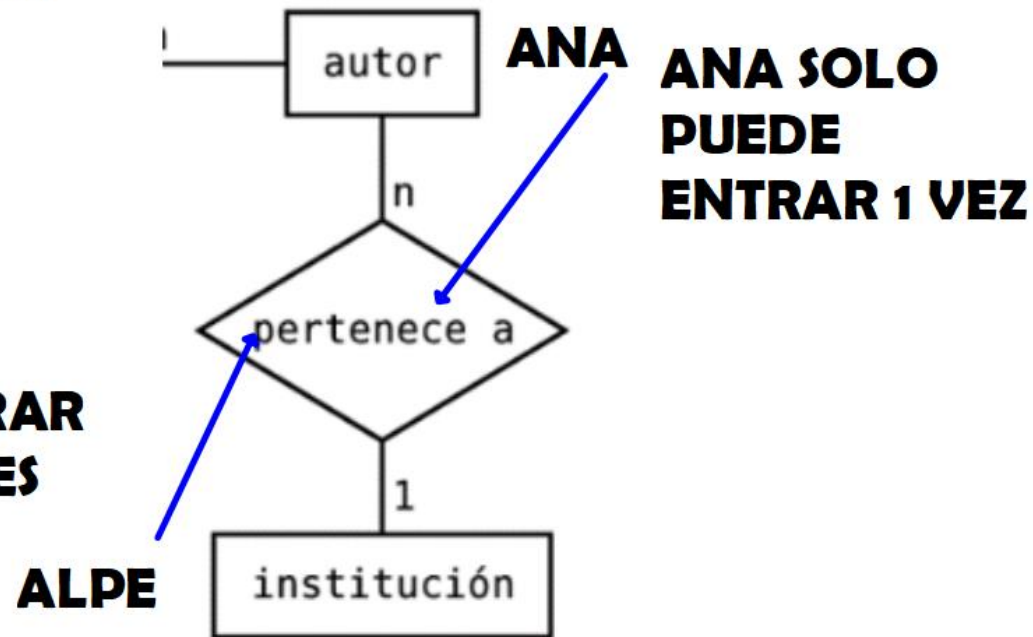 autor
ANA
ANA SOLO
PUEDE
ENTRAR 1 VEZ
n
pertenece a
RAR
ES
1
ALPE
institución